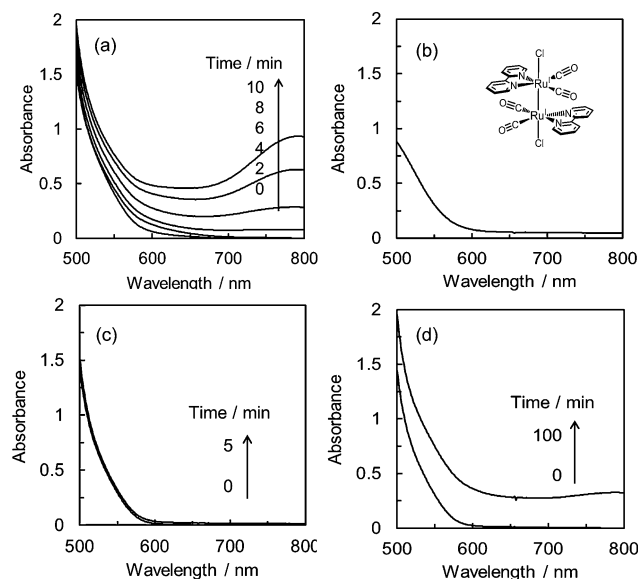 (a)
Time / min
10
8
6
4
2
0
Absorbance
2
1.5
1
0.5
0
500 600 700 800
Wavelength / nm
(b)
Cl
N Ru I C O
N C O
O C Ru I N
O C N
Cl
Absorbance
2
1.5
1
0.5
0
500 600 700 800
Wavelength / nm
(c)
Time / min
5
0
Absorbance
2
1.5
1
0.5
0
500 600 700 800
Wavelength / nm
(d)
Time / min
100
0
Absorbance
2
1.5
1
0.5
0
500 600 700 800
Wavelength / nm